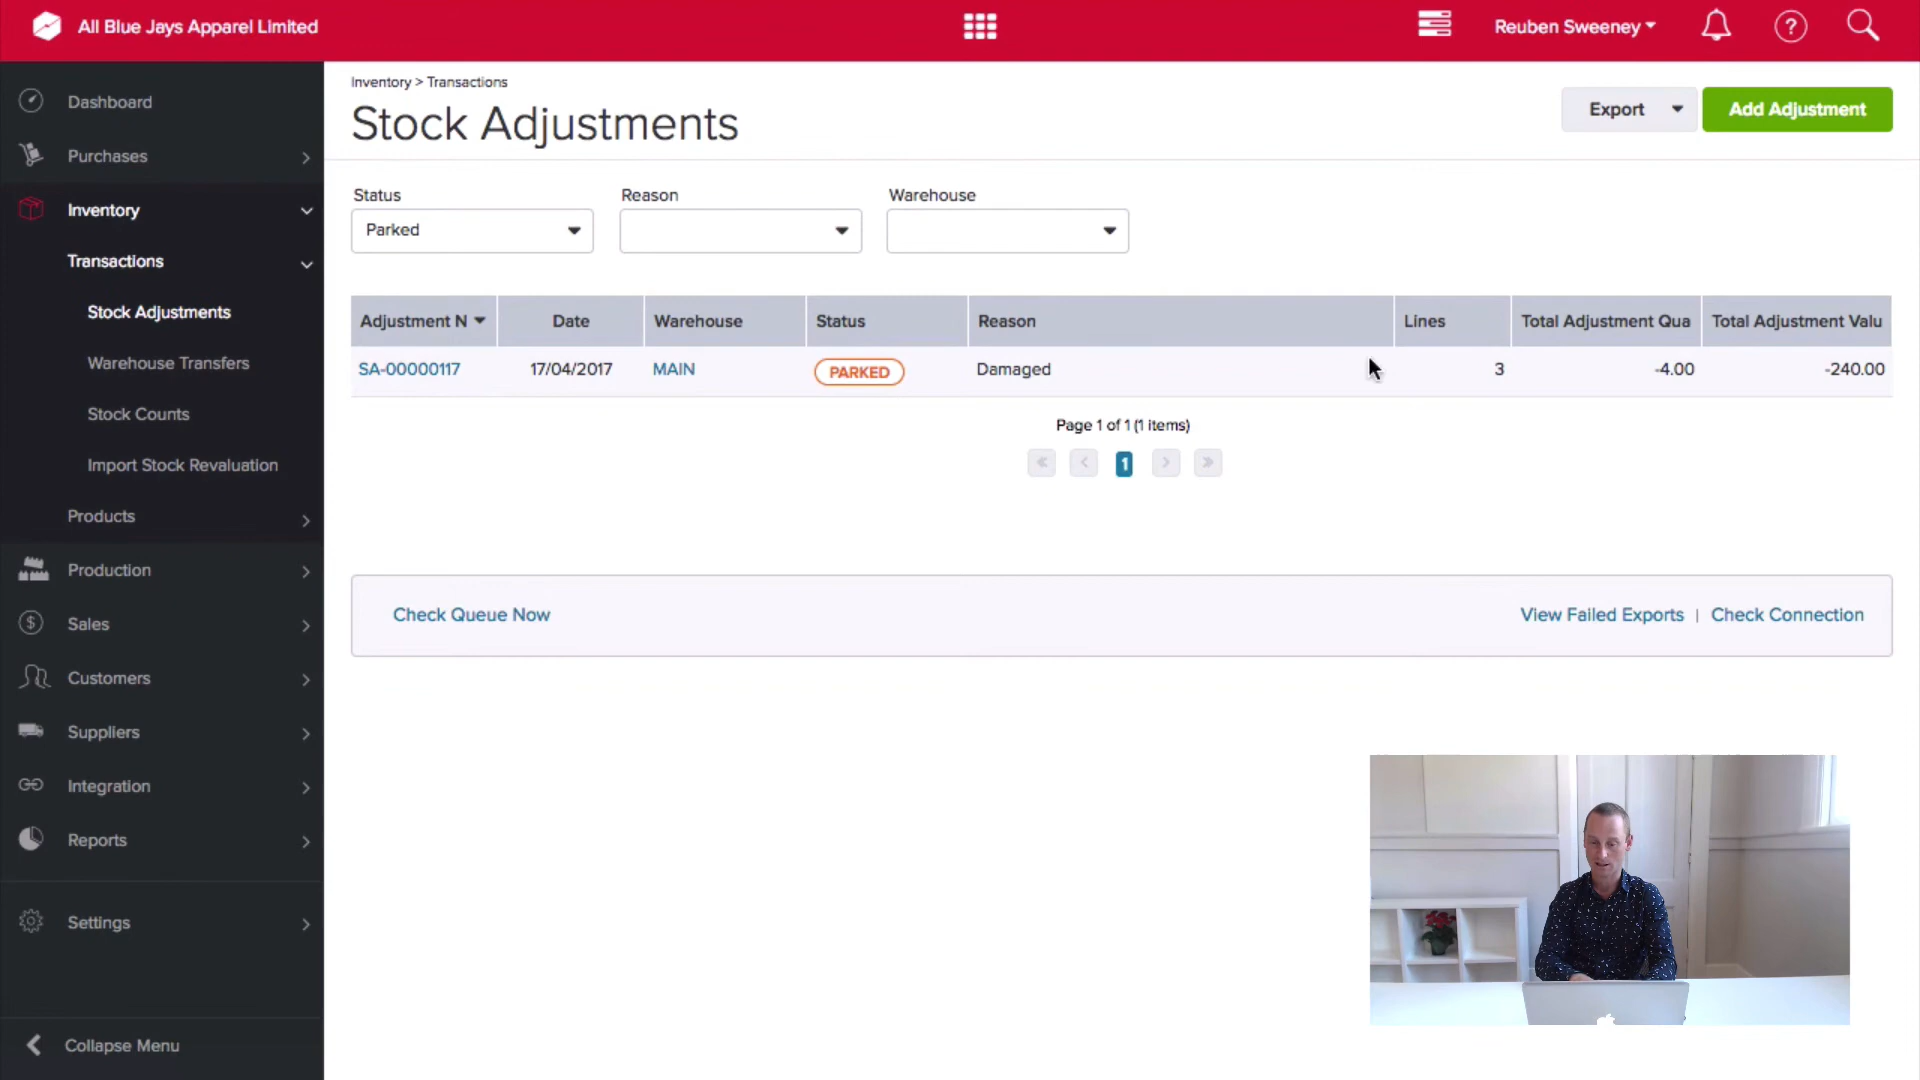 All Blue Jays Apparel Limited
Reuben Sweeney
?
Dashboard
Purchases
Inventory
Transactions
Stock Adjustments
Warehouse Transfers
Stock Counts
Import Stock Revaluation
Products
Production
Sales
Customers
Suppliers
Integration
Reports
Settings
Collapse Menu
Inventory > Transactions
Stock Adjustments
Export
Add Adjustment
Status Reason Warehouse
Parked
Adjustment N Date Warehouse Status Reason Lines Total Adjustment Qua Total Adjustment Valu
SA-00000117 17/04/2017 MAIN PARKED Damaged 3 -4.00 -240.00
Page 1 of 1 (1 items)
« < 1 > »
Check Queue Now View Failed Exports | Check Connection